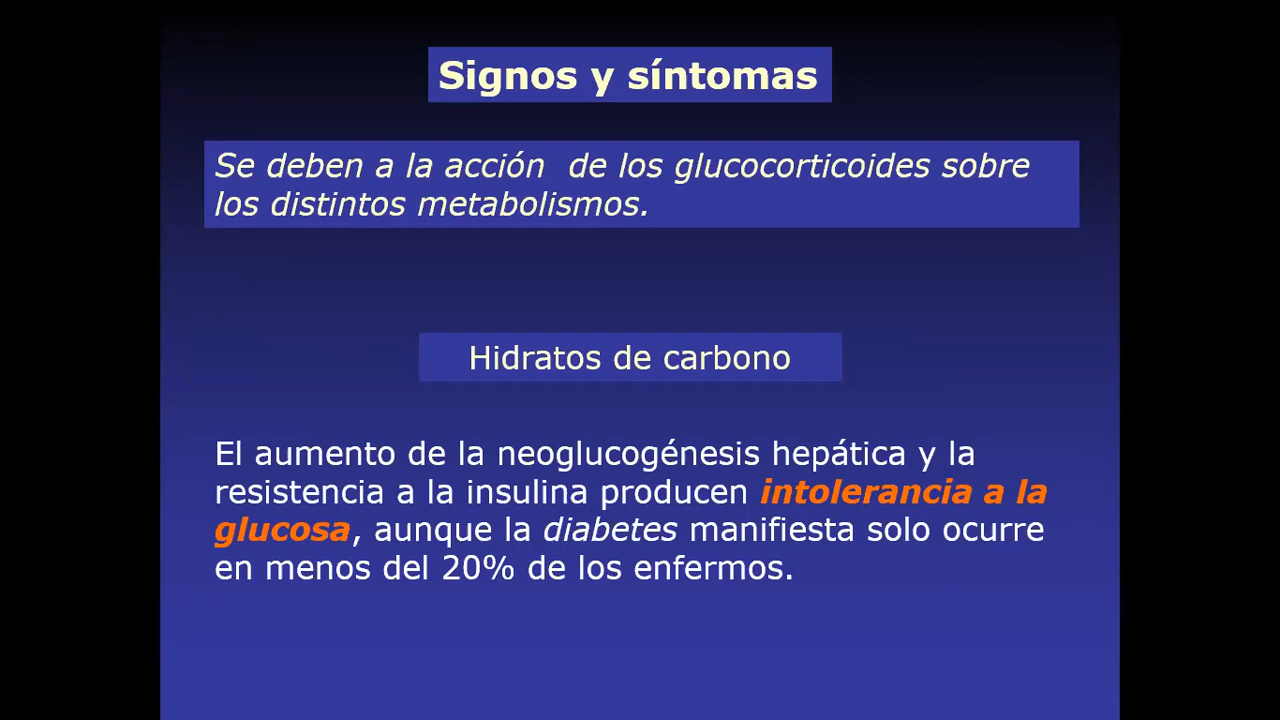 Signos y síntomas
Se deben a la acción  de los glucocorticoides sobre
los distintos metabolismos.
Hidratos de carbono
El aumento de la neoglucogénesis hepática y la
resistencia a la insulina producen intolerancia a la
glucosa, aunque la diabetes manifiesta solo ocurre
en menos del 20% de los enfermos.